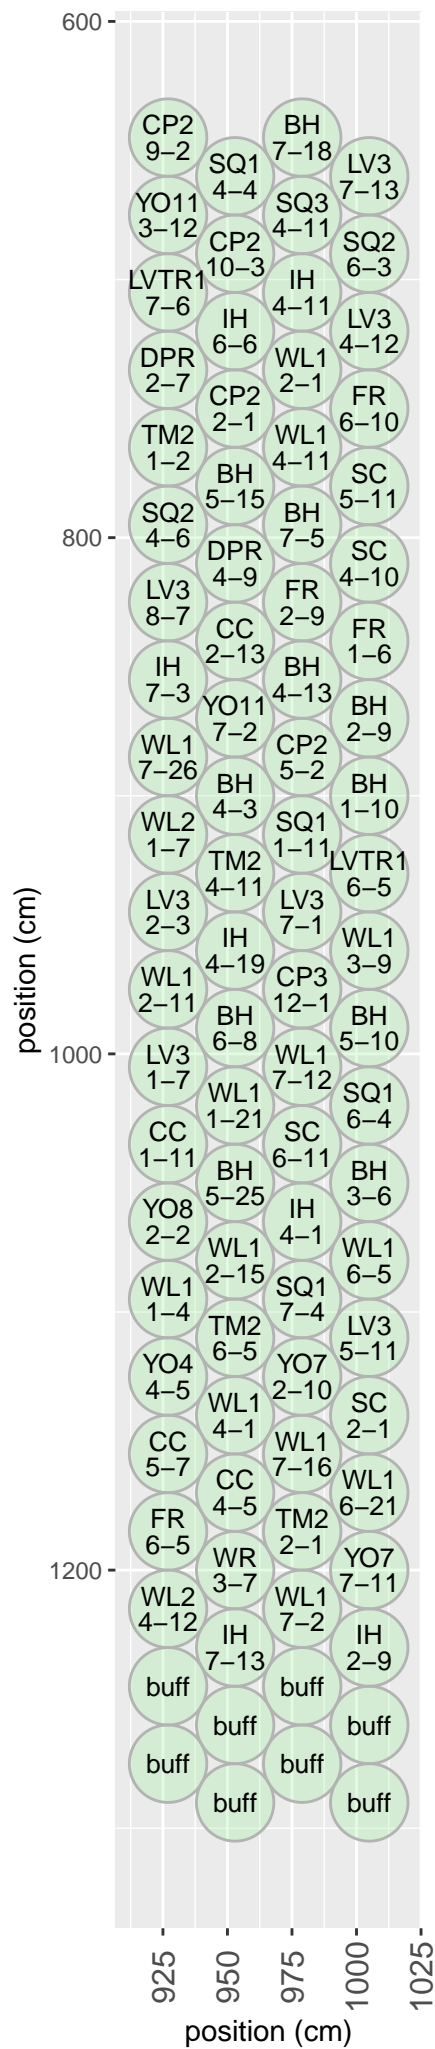 600
CP2
9–2
BH
7–18
SQ1
4–4
LV3
7–13
YO11
3–12
SQ3
4–11
CP2
10–3
SQ2
6–3
LVTR1
7–6
IH
4–11
IH
6–6
LV3
4–12
DPR
2–7
WL1
2–1
CP2
2–1
FR
6–10
TM2
1–2
WL1
4–11
BH
5–15
SC
5–11
800
SQ2
4–6
BH
7–5
DPR
4–9
SC
4–10
LV3
8–7
FR
2–9
CC
2–13
FR
1–6
IH
7–3
BH
4–13
YO11
7–2
BH
2–9
WL1
7–26
CP2
5–2
BH
4–3
BH
1–10
WL2
1–7
SQ1
1–11
TM2
4–11
LVTR1
6–5
LV3
2–3
LV3
7–1
IH
4–19
WL1
3–9
WL1
2–11
CP3
12–1
BH
6–8
BH
5–10
1000
LV3
1–7
WL1
7–12
WL1
1–21
SQ1
6–4
CC
1–11
SC
6–11
BH
5–25
BH
3–6
YO8
2–2
IH
4–1
WL1
2–15
WL1
6–5
WL1
1–4
SQ1
7–4
TM2
6–5
LV3
5–11
YO4
4–5
YO7
2–10
WL1
4–1
SC
2–1
CC
5–7
WL1
7–16
CC
4–5
WL1
6–21
FR
6–5
TM2
2–1
1200
WR
3–7
YO7
7–11
WL2
4–12
WL1
7–2
IH
7–13
IH
2–9
buff
buff
buff
buff
buff
buff
buff
buff
position (cm)
925
950
975
1000
1025
position (cm)